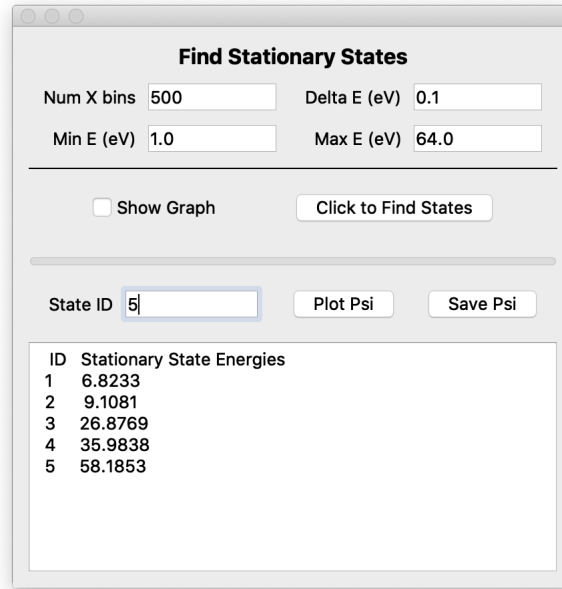 Find Stationary States
Num X bins 500 Delta E (eV) 0.1
Min E (eV) 1.0 Max E (eV) 64.0
Show Graph Click to Find States
State ID 5 Plot Psi Save Psi
ID Stationary State Energies
1 6.8233
2 9.1081
3 26.8769
4 35.9838
5 58.1853